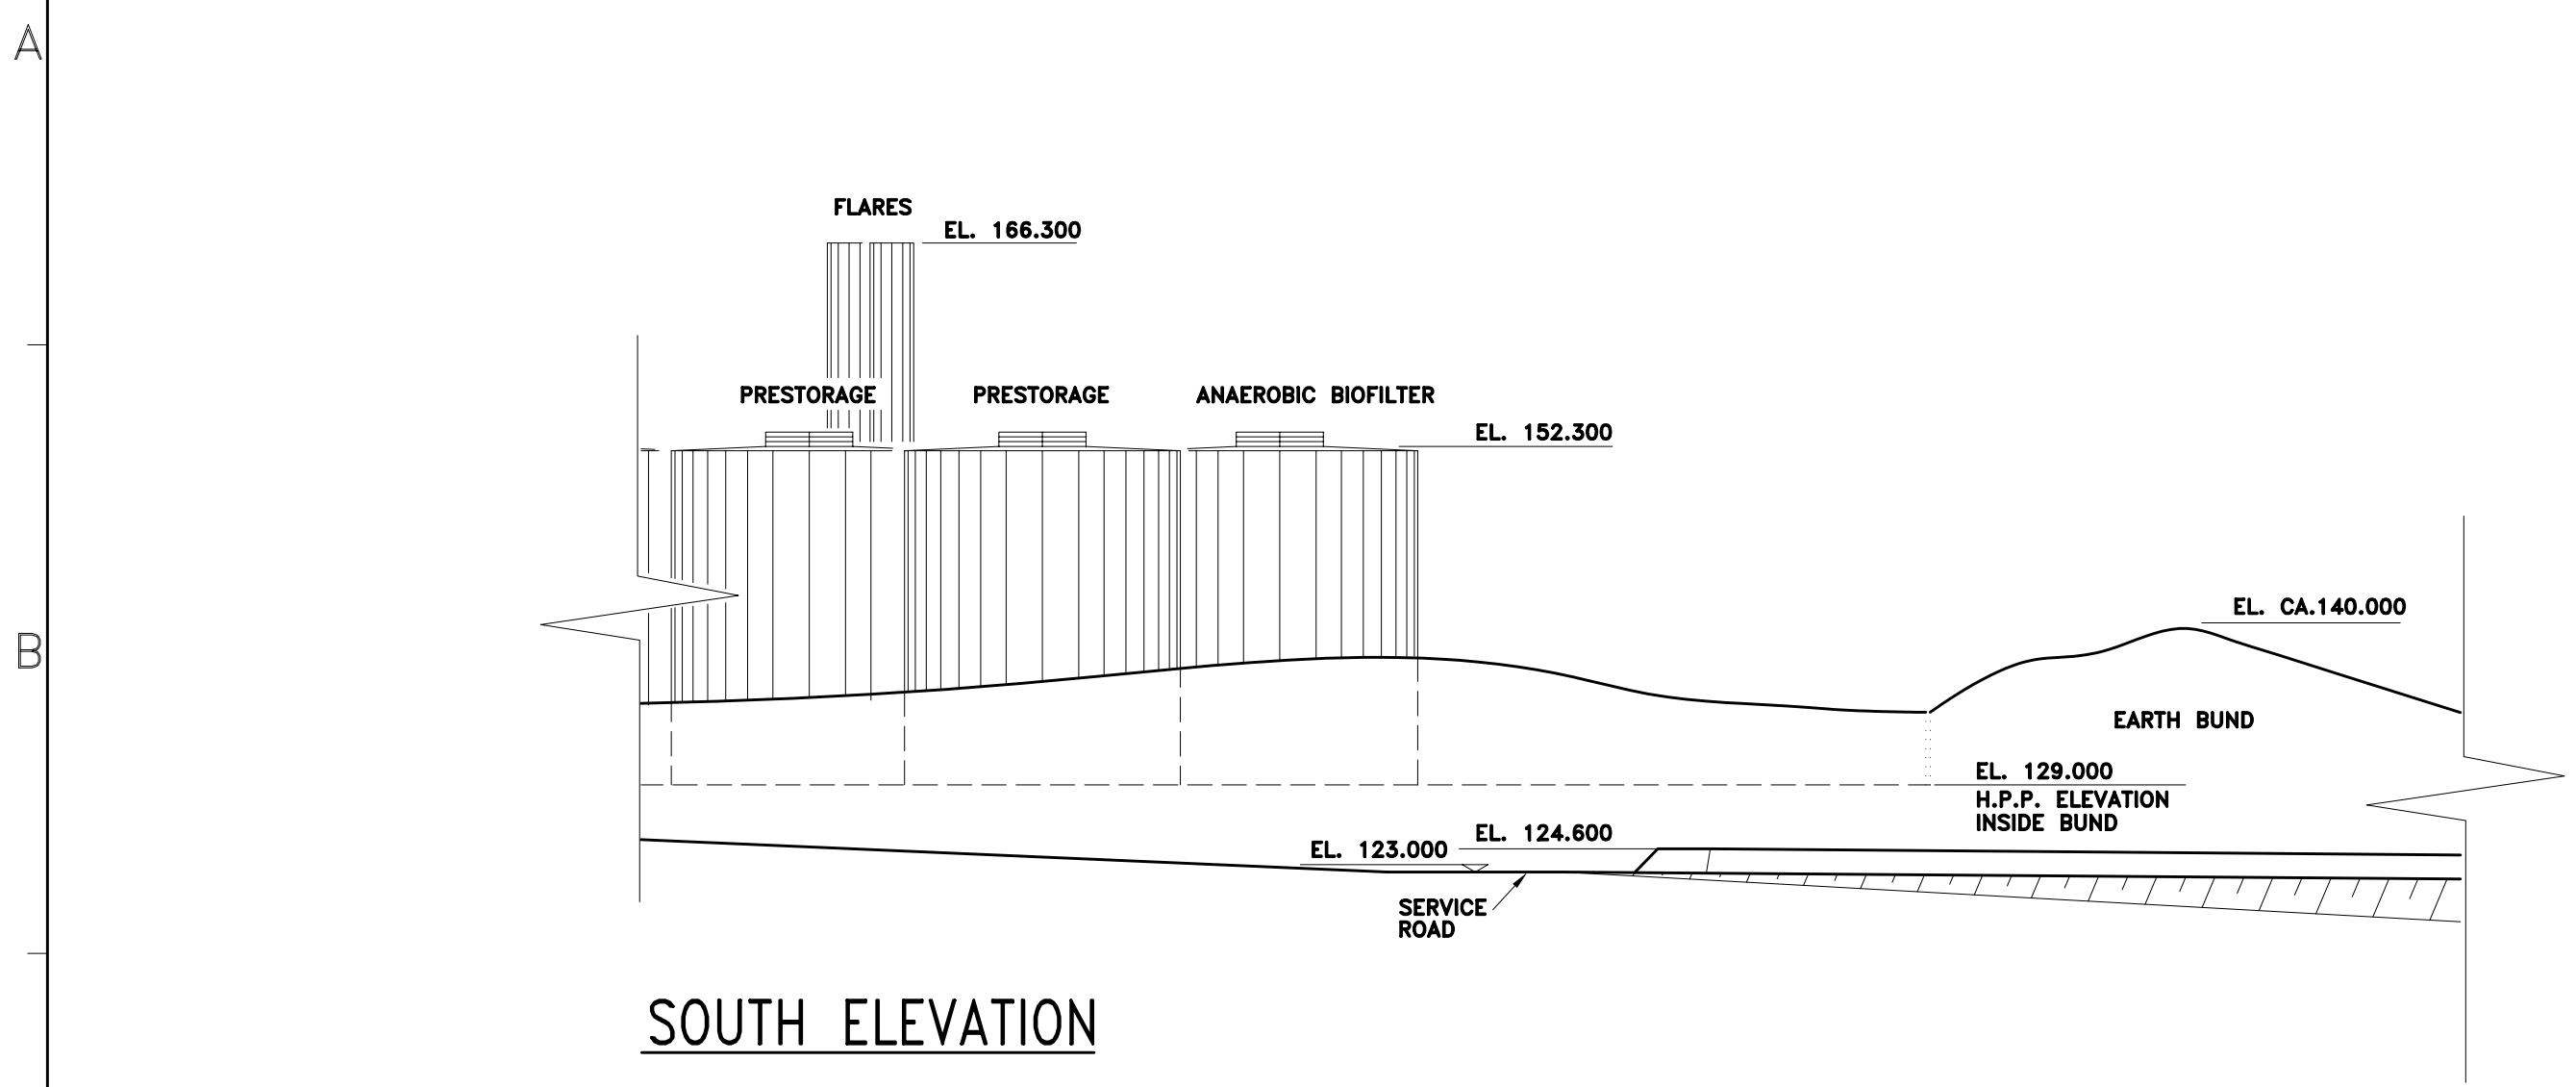 A
FLARES
EL. 166.300
PRESTORAGE
PRESTORAGE
ANAEROBIC BIOFILTER
EL. 152.300
B
EL. CA.140.000
EARTH BUND
EL. 129.000
H.P.P. ELEVATION
INSIDE BUND
EL. 124.600
EL. 123.000
SERVICE
ROAD
SOUTH ELEVATION